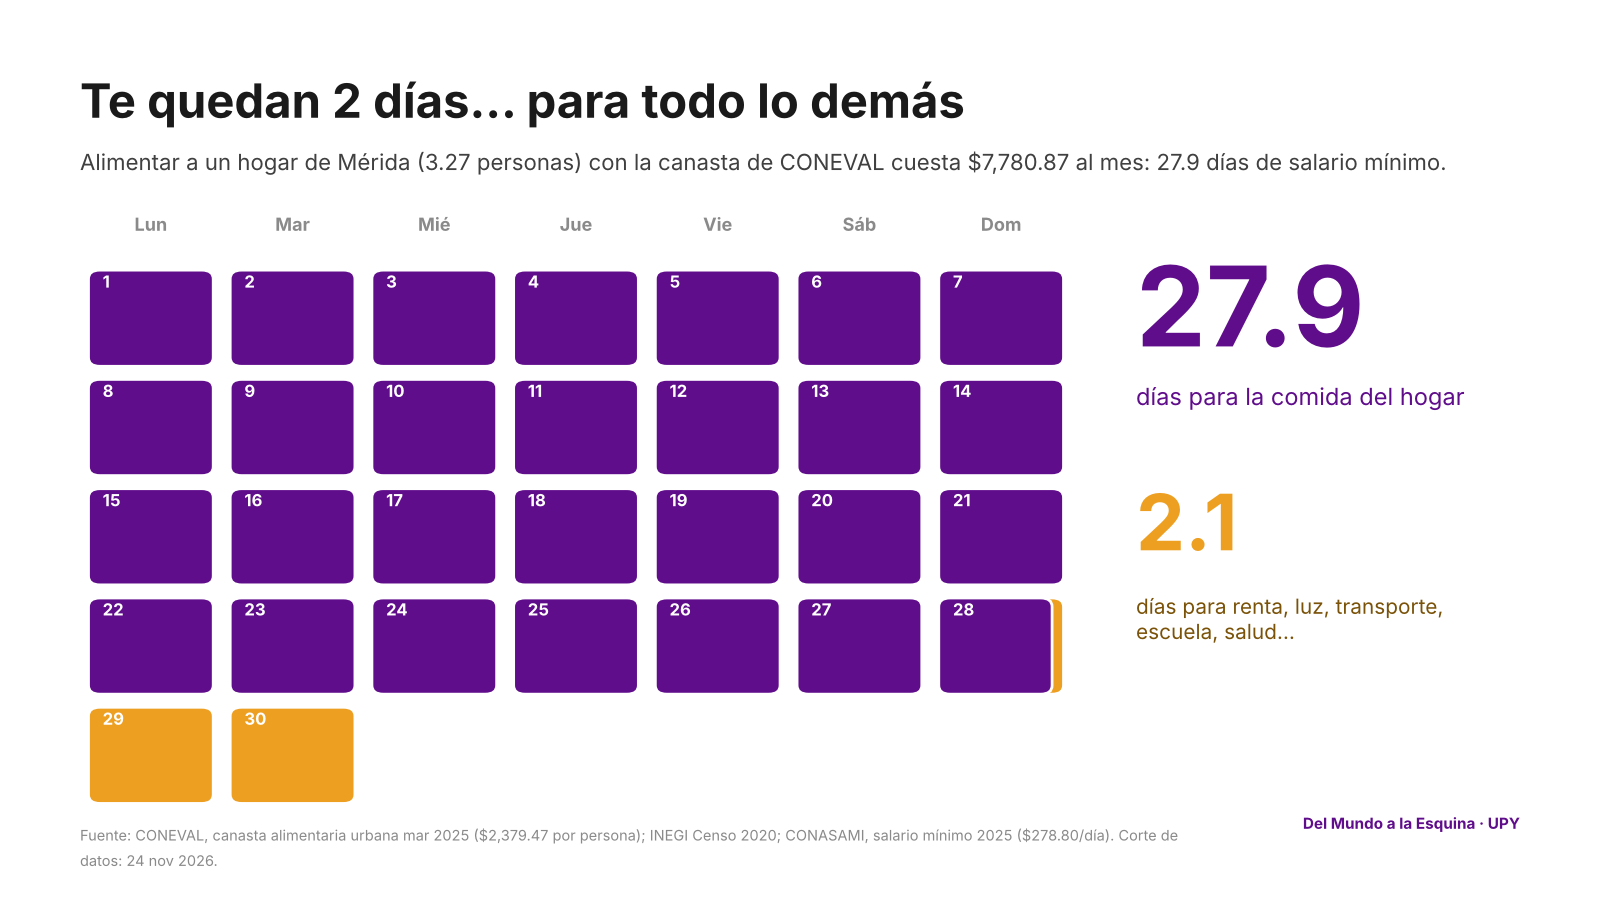 Te quedan 2 días... para todo lo demás
Alimentar a un hogar de Mérida (3.27 personas) con la canasta de CONEVAL cuesta $7,780.87 al mes: 27.9 días de salario mínimo.
Lun Mar Mié Jue Vie Sáb Dom
1 2 3 4 5 6 7
8 9 10 11 12 13 14
15 16 17 18 19 20 21
22 23 24 25 26 27 28
29 30
27.9
días para la comida del hogar
2.1
días para renta, luz, transporte,
escuela, salud...
Fuente: CONEVAL, canasta alimentaria urbana mar 2025 ($2,379.47 por persona); INEGI Censo 2020; CONASAMI, salario mínimo 2025 ($278.80/día). Corte de
datos: 24 nov 2026.
Del Mundo a la Esquina · UPY